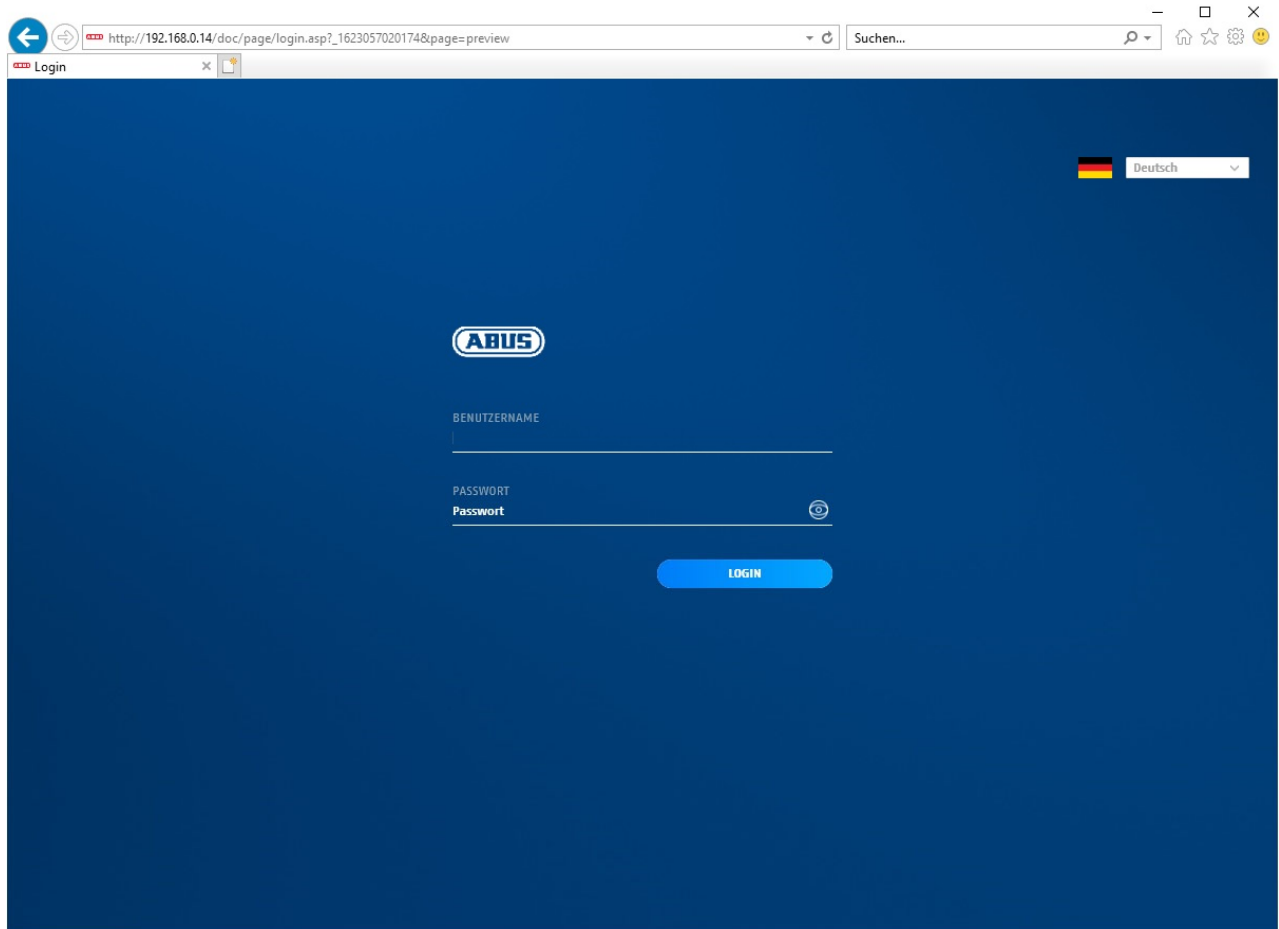 http://192.168.0.14/doc/page/login.asp?_1623057020174&page=preview
Suchen...
Login
Deutsch
ABUS
BENUTZERNAME
PASSWORT
Passwort
LOGIN